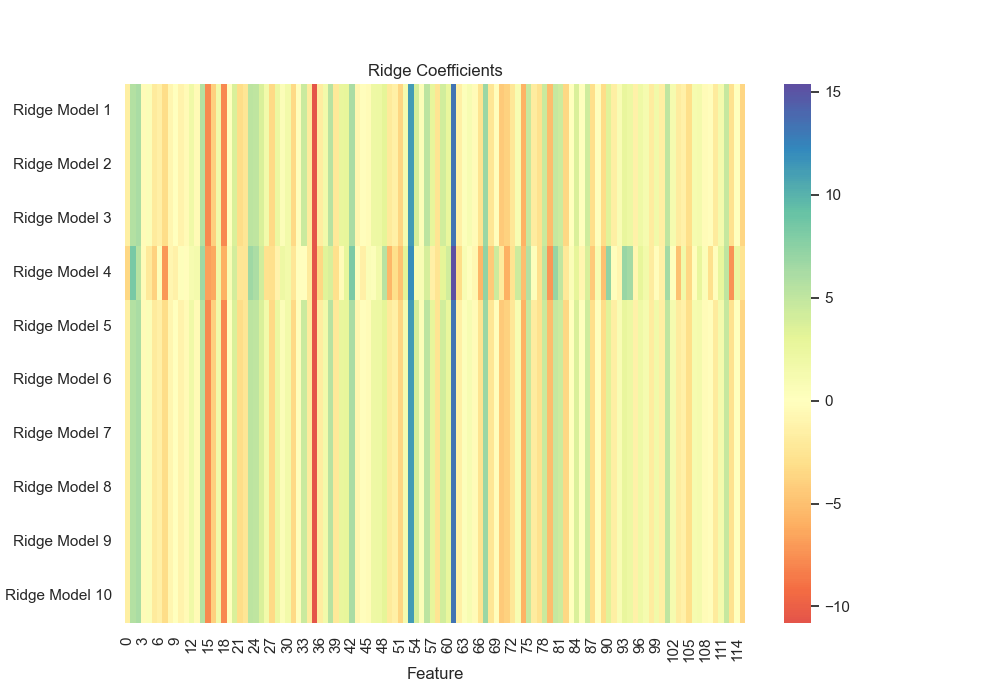 Ridge Coefficients
Ridge Model 1
Ridge Model 2
Ridge Model 3
Ridge Model 4
Ridge Model 5
Ridge Model 6
Ridge Model 7
Ridge Model 8
Ridge Model 9
Ridge Model 10
0 3 6 9 12 15 18 21 24 27 30 33 36 39 42 45 48 51 54 57 60 63 66 69 72 75 78 81 84 87 90 93 96 99 102 105 108 111 114
Feature
15
10
5
0
−5
−10